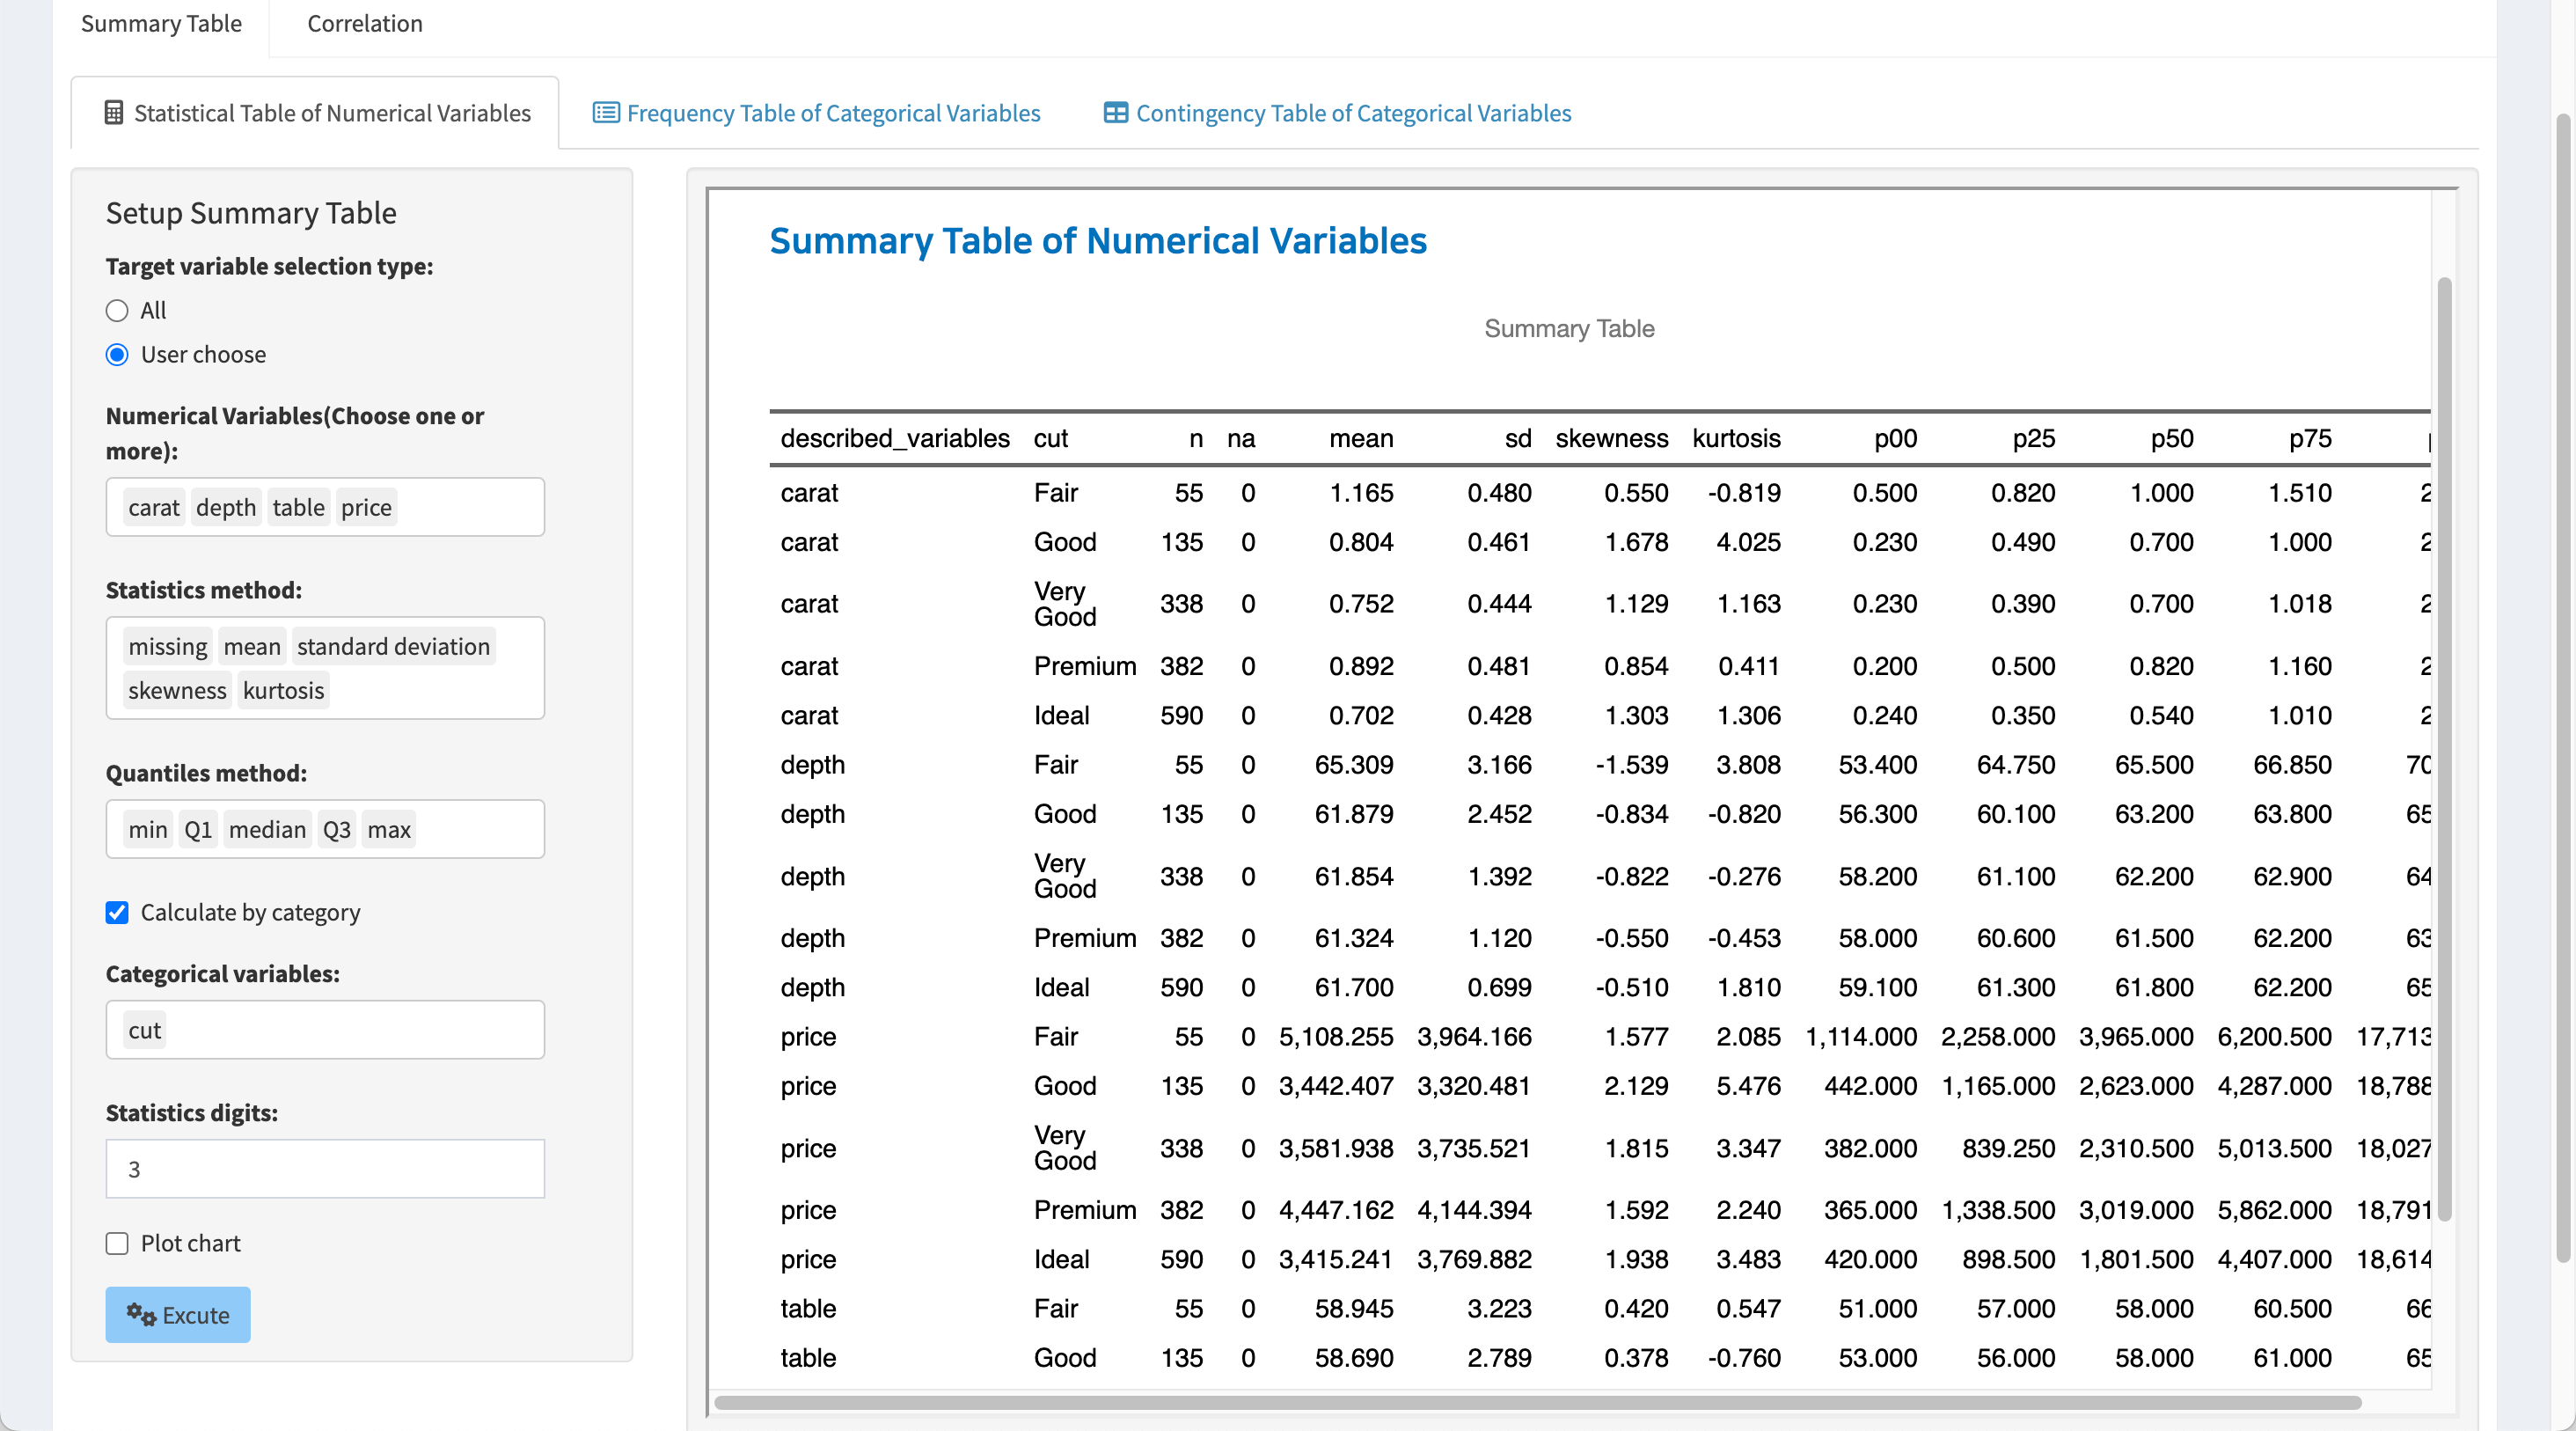 Summary Table Correlation
Statistical Table of Numerical Variables Frequency Table of Categorical Variables Contingency Table of Categorical Variables
Setup Summary Table
Target variable selection type:
All
User choose
Numerical Variables(Choose one or
more):
carat depth table price
Statistics method:
missing mean standard deviation
skewness kurtosis
Quantiles method:
min Q1 median Q3 max
Calculate by category
Categorical variables:
cut
Statistics digits:
3
Plot chart
Excute
Summary Table of Numerical Variables
Summary Table
described_variables cut n na mean sd skewness kurtosis p00 p25 p50 p75
carat Fair 55 0 1.165 0.480 0.550 -0.819 0.500 0.820 1.000 1.510 2
carat Good 135 0 0.804 0.461 1.678 4.025 0.230 0.490 0.700 1.000 2
carat Very Good 338 0 0.752 0.444 1.129 1.163 0.230 0.390 0.700 1.018 2
carat Premium 382 0 0.892 0.481 0.854 0.411 0.200 0.500 0.820 1.160 2
carat Ideal 590 0 0.702 0.428 1.303 1.306 0.240 0.350 0.540 1.010 2
depth Fair 55 0 65.309 3.166 -1.539 3.808 53.400 64.750 65.500 66.850 70
depth Good 135 0 61.879 2.452 -0.834 -0.820 56.300 60.100 63.200 63.800 65
depth Very Good 338 0 61.854 1.392 -0.822 -0.276 58.200 61.100 62.200 62.900 64
depth Premium 382 0 61.324 1.120 -0.550 -0.453 58.000 60.600 61.500 62.200 63
depth Ideal 590 0 61.700 0.699 -0.510 1.810 59.100 61.300 61.800 62.200 65
price Fair 55 0 5,108.255 3,964.166 1.577 2.085 1,114.000 2,258.000 3,965.000 6,200.500 17,713
price Good 135 0 3,442.407 3,320.481 2.129 5.476 442.000 1,165.000 2,623.000 4,287.000 18,788
price Very Good 338 0 3,581.938 3,735.521 1.815 3.347 382.000 839.250 2,310.500 5,013.500 18,027
price Premium 382 0 4,447.162 4,144.394 1.592 2.240 365.000 1,338.500 3,019.000 5,862.000 18,791
price Ideal 590 0 3,415.241 3,769.882 1.938 3.483 420.000 898.500 1,801.500 4,407.000 18,614
table Fair 55 0 58.945 3.223 0.420 0.547 51.000 57.000 58.000 60.500 66
table Good 135 0 58.690 2.789 0.378 -0.760 53.000 56.000 58.000 61.000 65